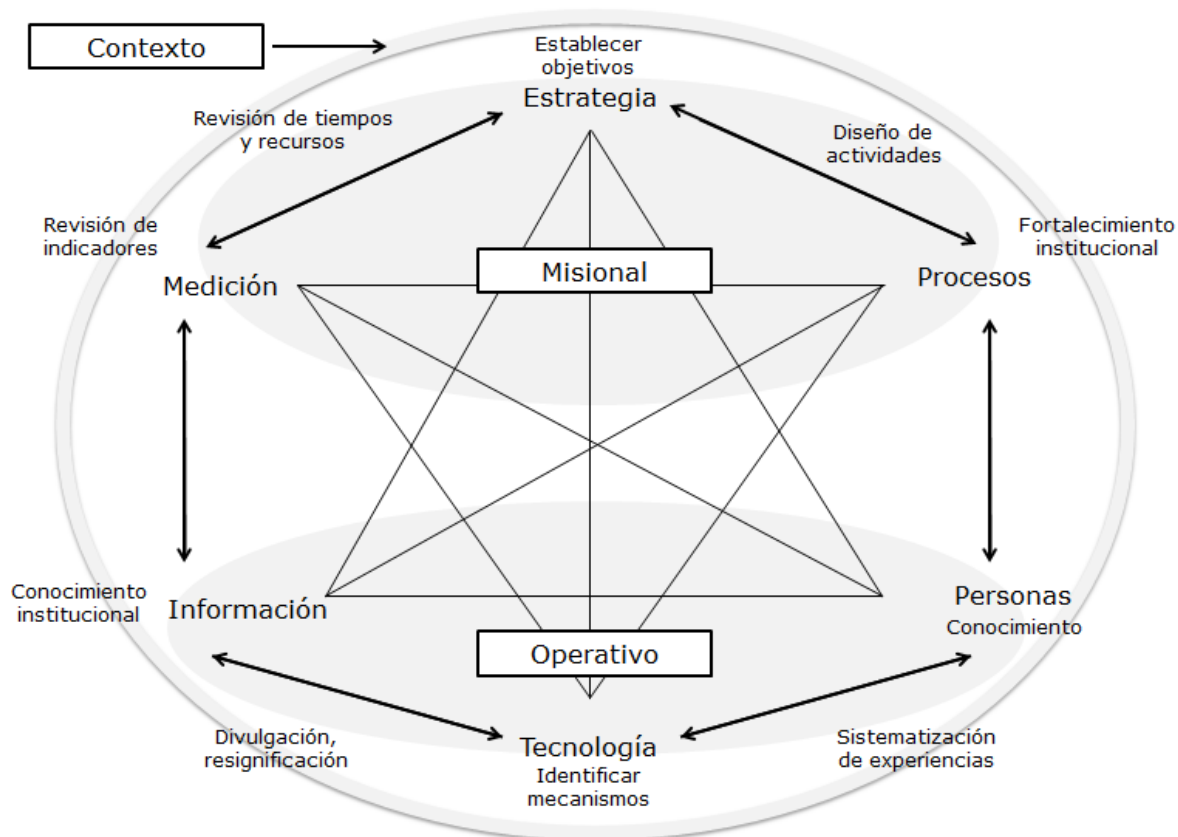 Contexto
Establecer
objetivos
Estrategia
Revisión de tiempos
y recursos
Diseño de
actividades
Revisión de
indicadores
Fortalecimiento
institucional
Medición
Misional
Procesos
Conocimiento
institucional
Información
Personas
Conocimiento
Operativo
Divulgación,
resignificación
Tecnología
Identificar
mecanismos
Sistematización
de experiencias